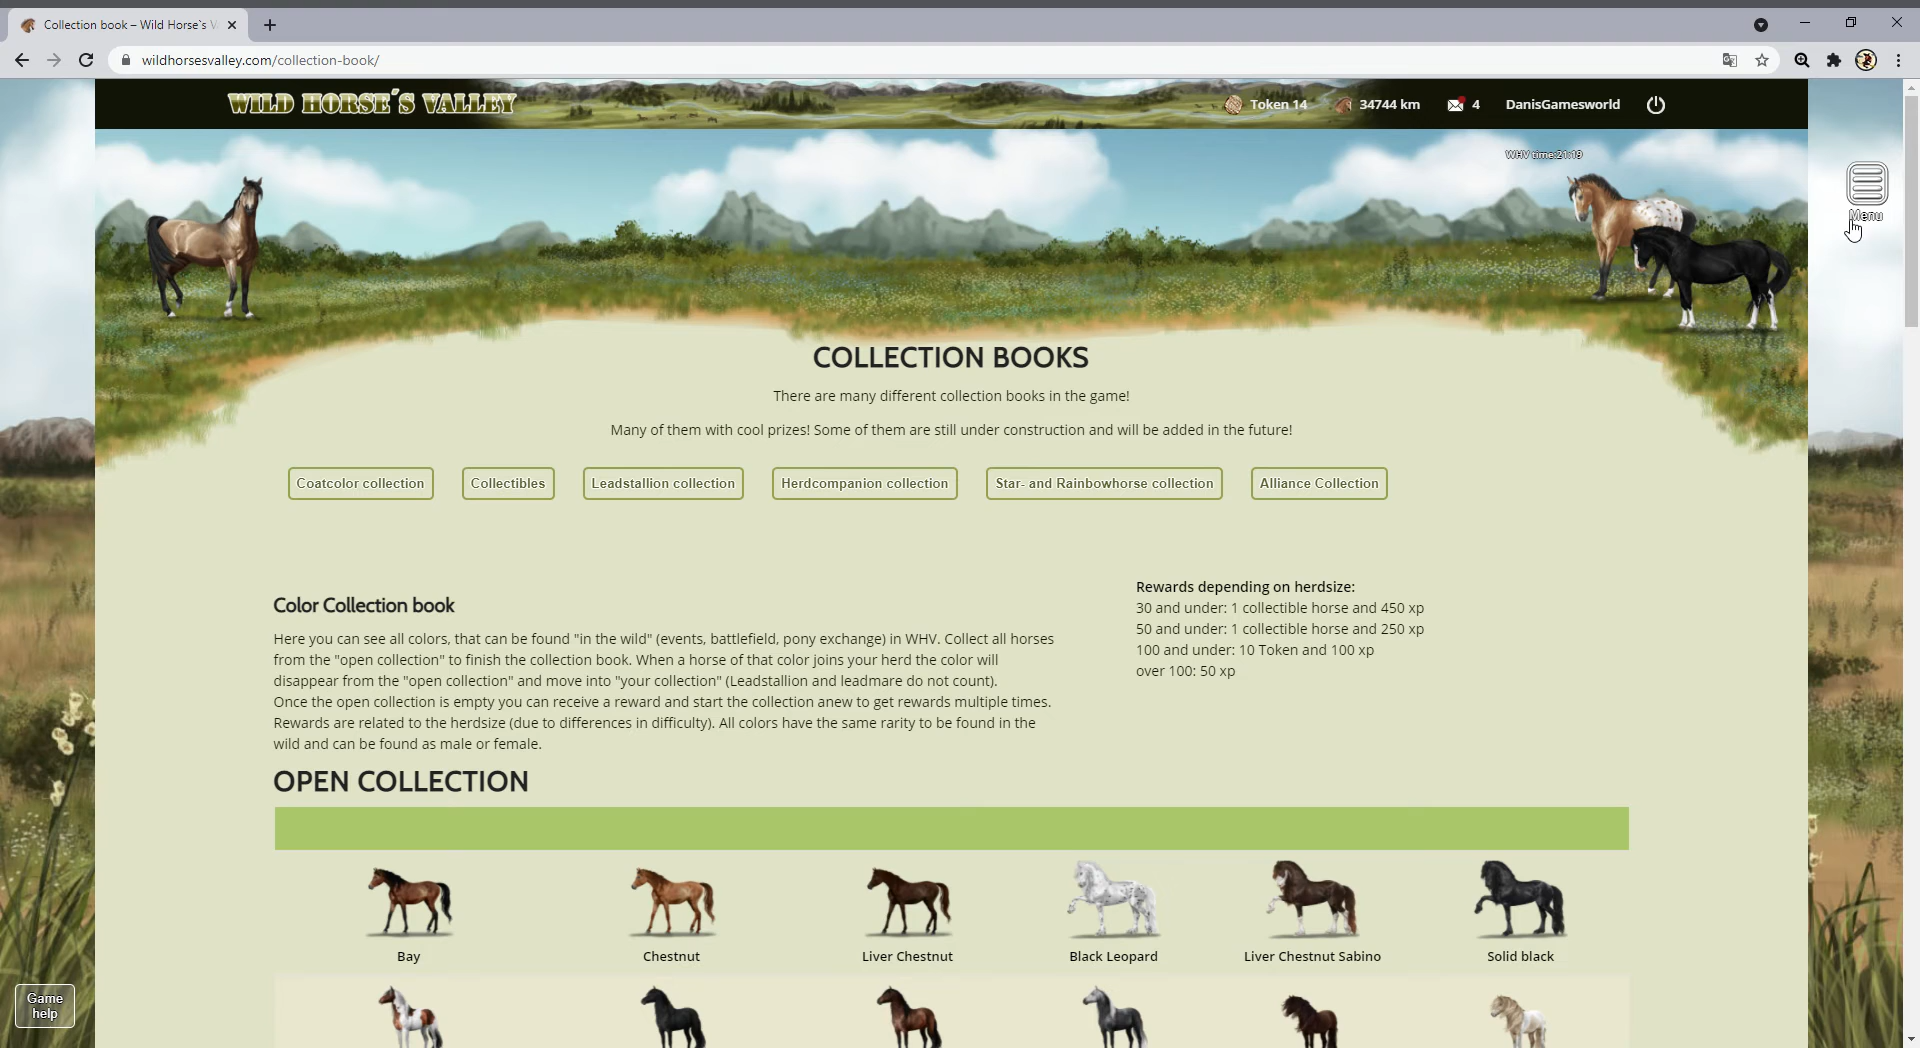 Collection book – Wild Horse`s V
wildhorsesvalley.com/collection-book/
WILD HORSE´S VALLEY
Token 14
34744 km
4
DanisGamesworld
WHV time:21:19
Menu
COLLECTION BOOKS
There are many different collection books in the game!
Many of them with cool prizes! Some of them are still under construction and will be added in the future!
Coatcolor collection
Collectibles
Leadstallion collection
Herdcompanion collection
Star- and Rainbowhorse collection
Alliance Collection
Color Collection book
Here you can see all colors, that can be found "in the wild" (events, battlefield, pony exchange) in WHV. Collect all horses
from the "open collection" to finish the collection book. When a horse of that color joins your herd the color will
disappear from the "open collection" and move into "your collection" (Leadstallion and leadmare do not count).
Once the open collection is empty you can receive a reward and start the collection anew to get rewards multiple times.
Rewards are related to the herdsize (due to differences in difficulty). All colors have the same rarity to be found in the
wild and can be found as male or female.
Rewards depending on herdsize:
30 and under: 1 collectible horse and 450 xp
50 and under: 1 collectible horse and 250 xp
100 and under: 10 Token and 100 xp
over 100: 50 xp
OPEN COLLECTION
Bay
Chestnut
Liver Chestnut
Black Leopard
Liver Chestnut Sabino
Solid black
Game
help